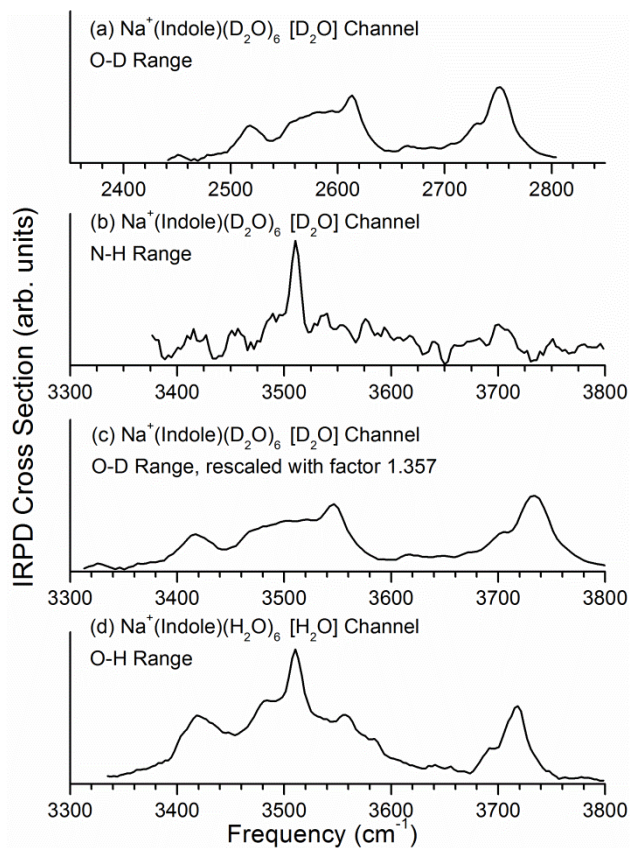 (a) Na⁺(Indole)(D₂O)₆ [D₂O] Channel
O-D Range
2400 2500 2600 2700 2800
(b) Na⁺(Indole)(D₂O)₆ [D₂O] Channel
N-H Range
3300 3400 3500 3600 3700 3800
(c) Na⁺(Indole)(D₂O)₆ [D₂O] Channel
O-D Range, rescaled with factor 1.357
3300 3400 3500 3600 3700 3800
(d) Na⁺(Indole)(H₂O)₆ [H₂O] Channel
O-H Range
3300 3400 3500 3600 3700 3800
Frequency (cm⁻¹)
IRPD Cross Section (arb. units)